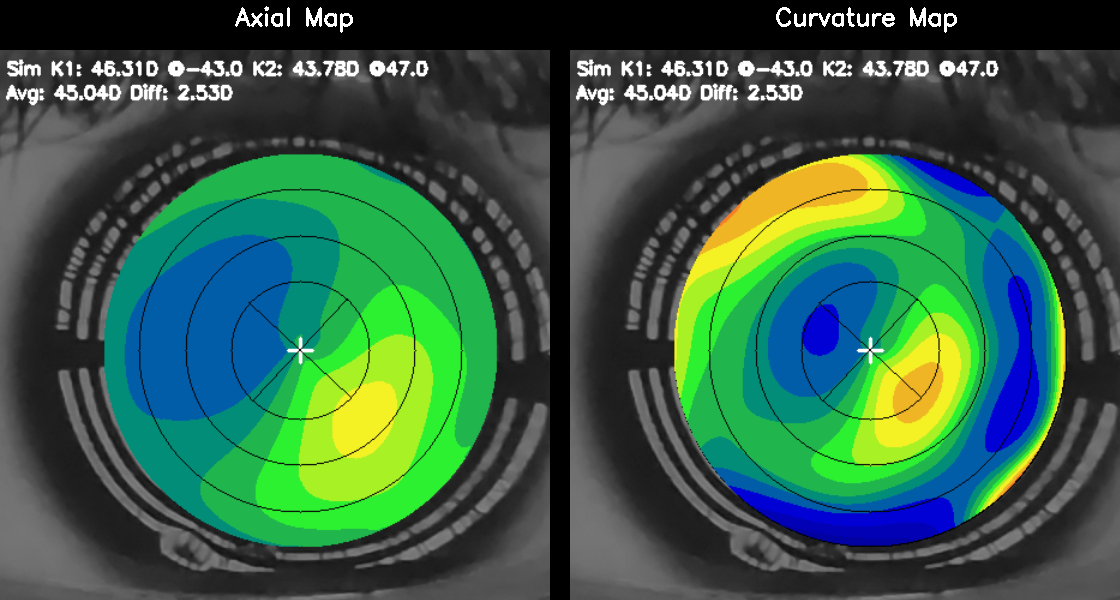 Axial Map
Curvature Map
Sim K1: 46.31D @-43.0 K2: 43.78D @47.0
Avg: 45.04D Diff: 2.53D
Sim K1: 46.31D @-43.0 K2: 43.78D @47.0
Avg: 45.04D Diff: 2.53D